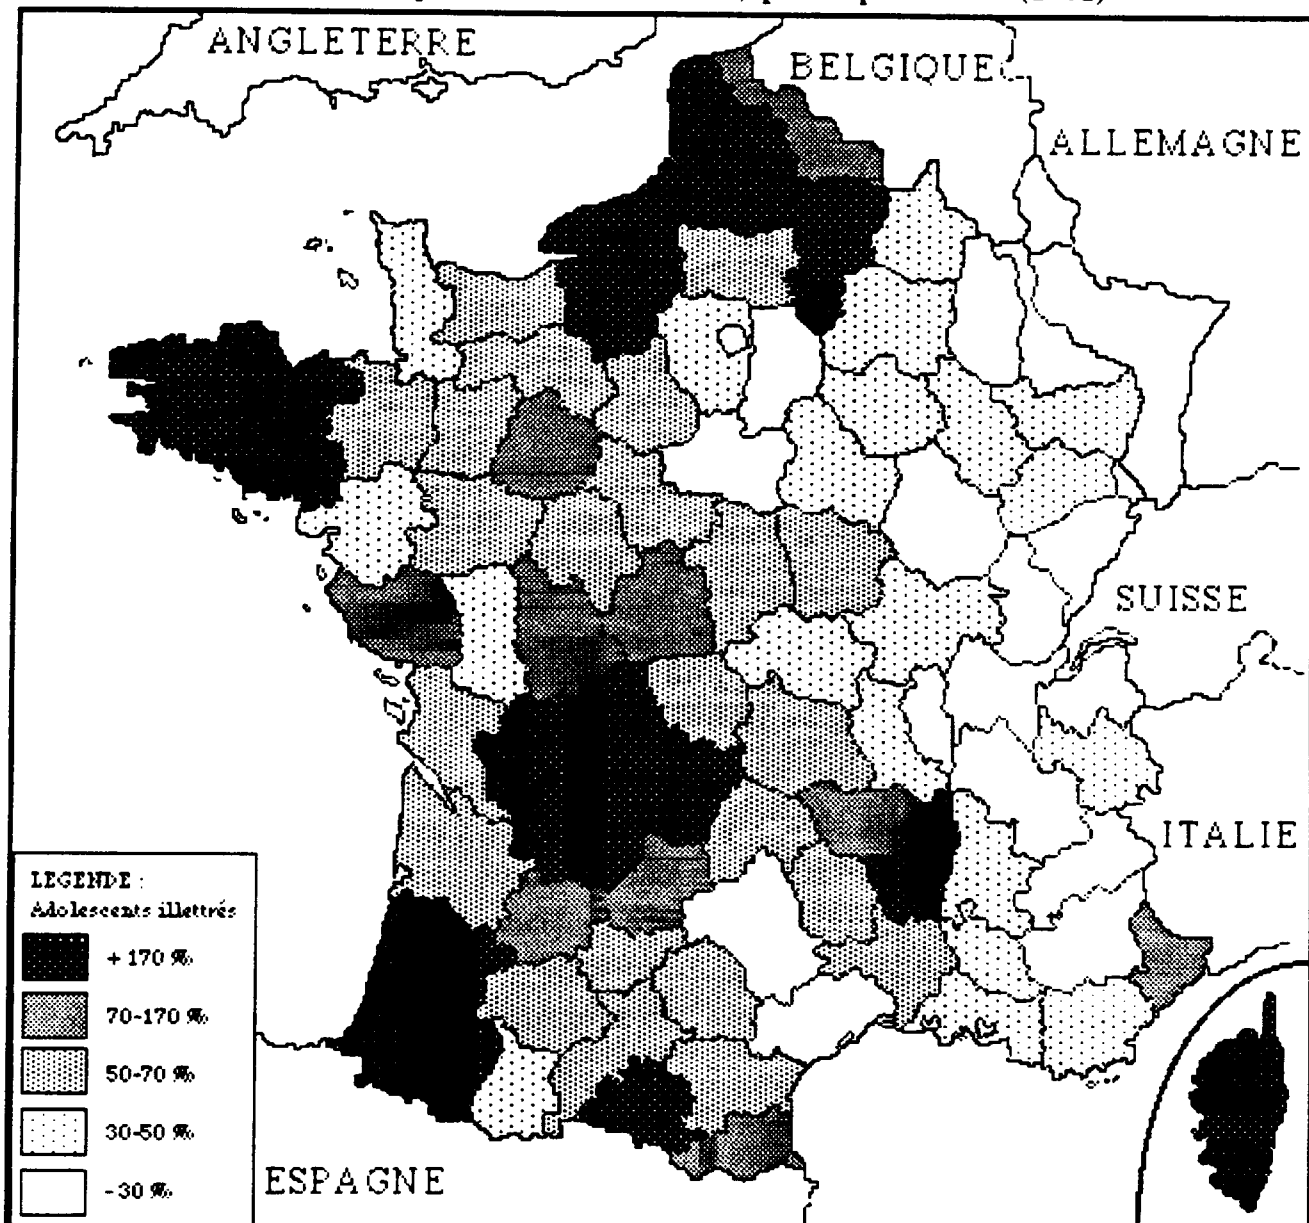 ANGLETERRE
BELGIQUE
ALLEMAGNE
SUISSE
ITALIE
ESPAGNE
LEGENDE :
Adolescents illettrés
+ 170 ‰
70-170 ‰
50-70 ‰
30-50 ‰
-30 ‰